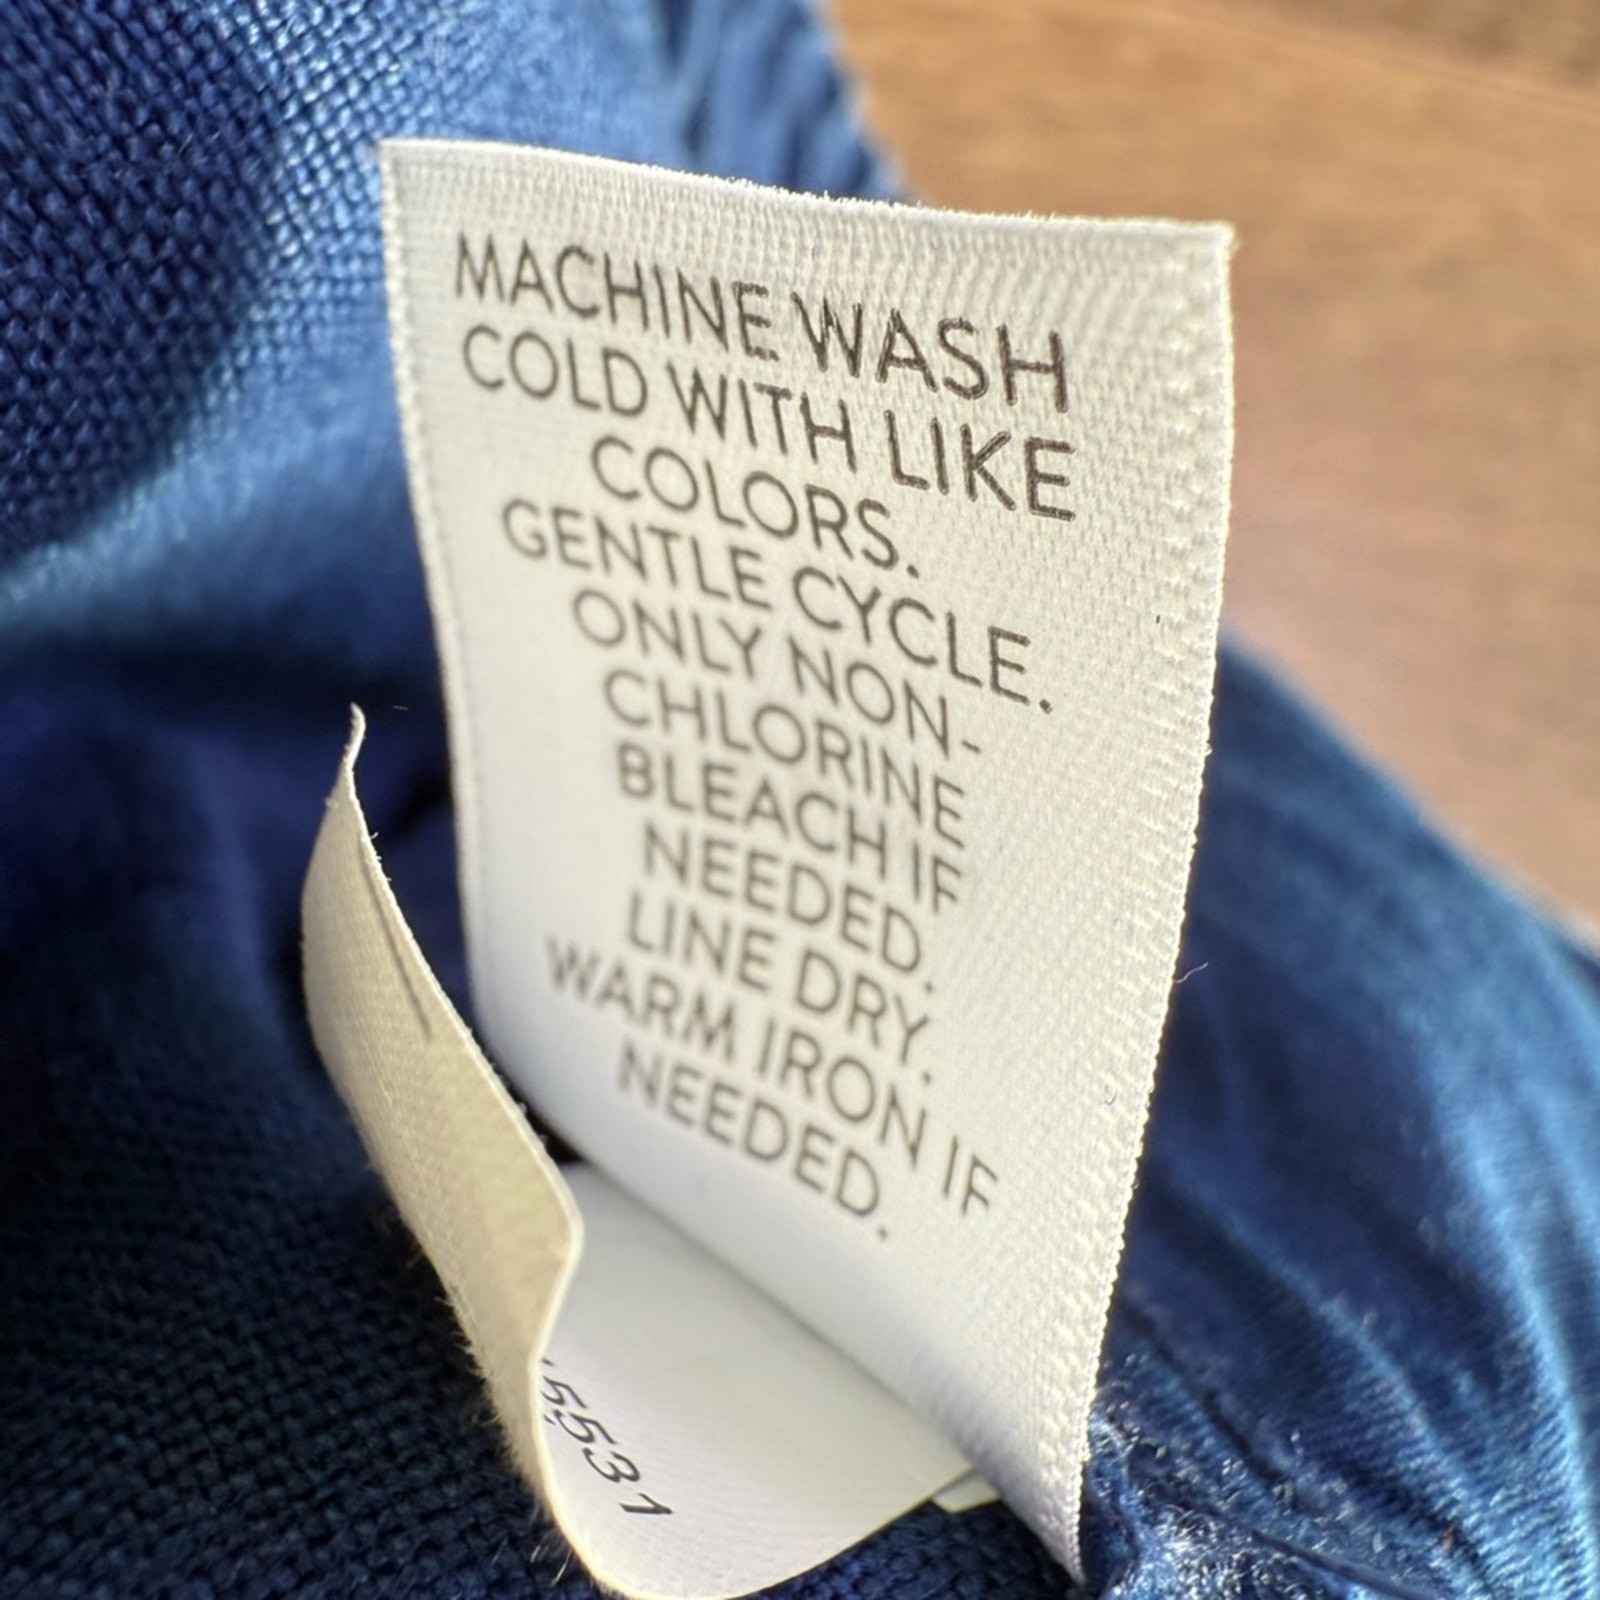 MACHINE WASH
COLD WITH LIKE
COLORS.
GENTLE CYCLE.
ONLY NON-
CHLORINE
BLEACH IF
NEEDED.
LINE DRY.
WARM IRON IF
NEEDED.
5531